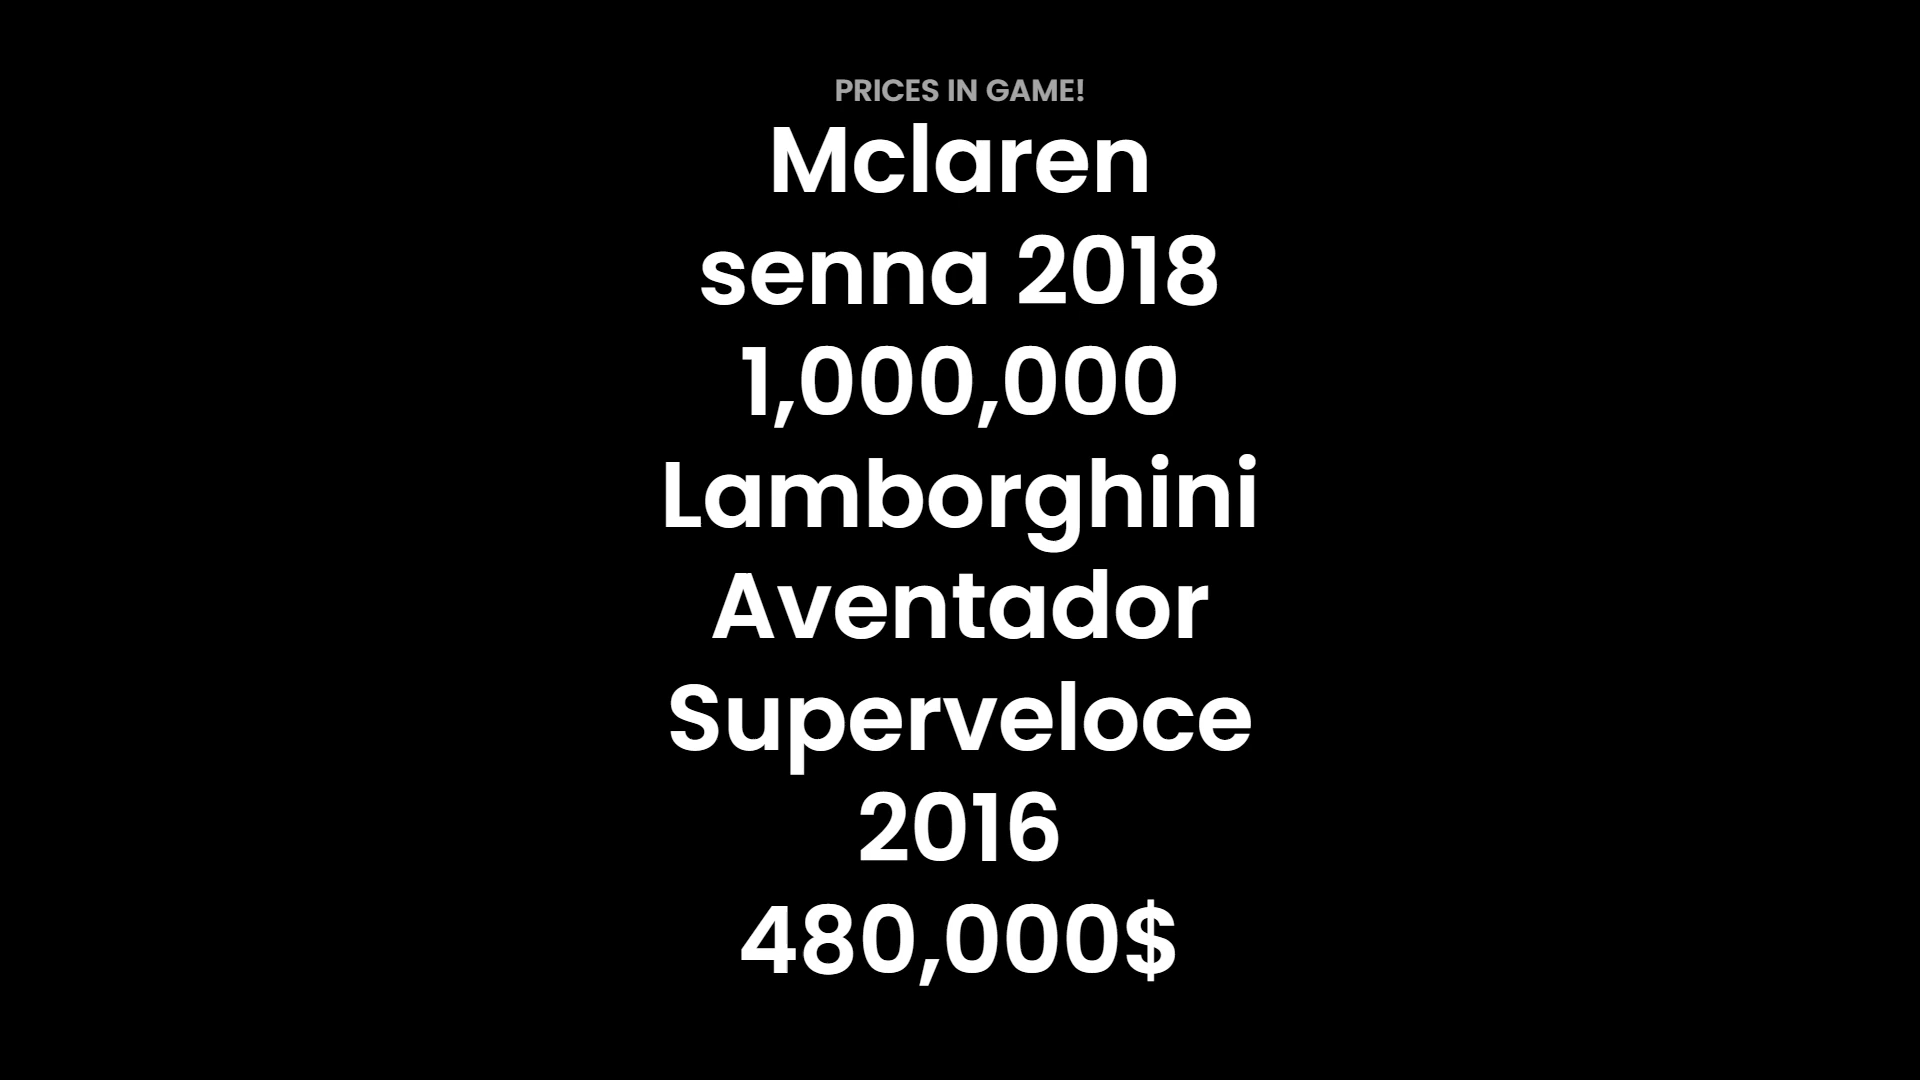 PRICES IN GAME!
Mclaren
senna 2018
1,000,000
Lamborghini
Aventador
Superveloce
2016
480,000$